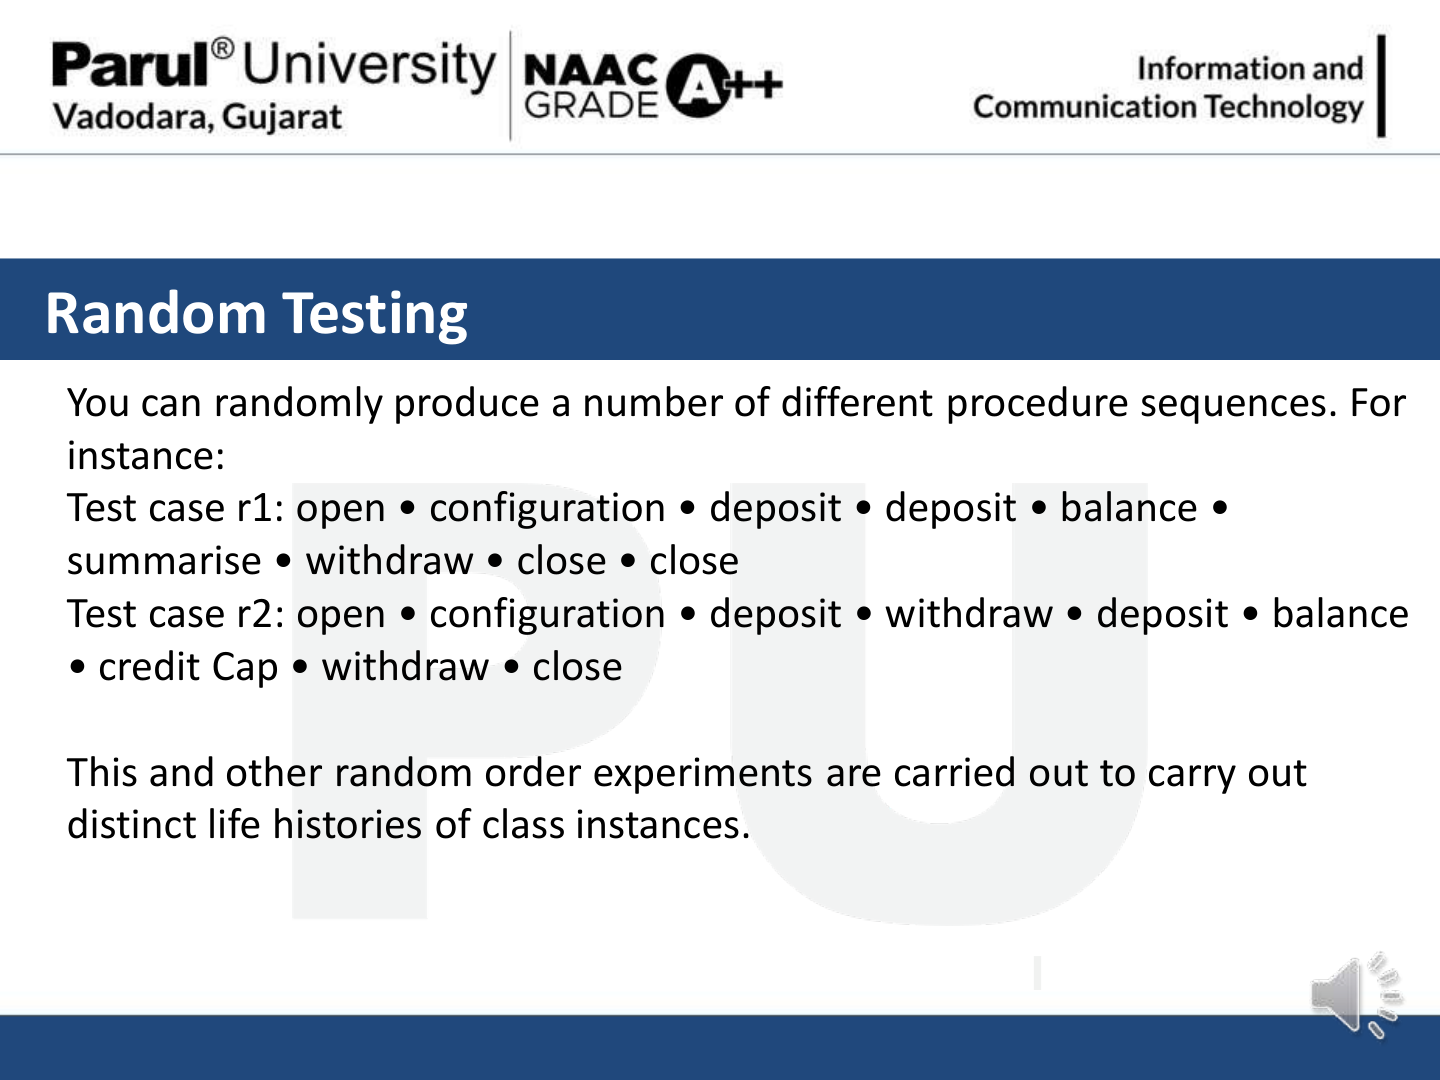 Parul® University
Vadodara, Gujarat
NAAC
GRADE
A++
Information and
Communication Technology
Random Testing
You can randomly produce a number of different procedure sequences. For
instance:
Test case r1: open • configuration • deposit • deposit • balance •
summarise • withdraw • close • close
Test case r2: open • configuration • deposit • withdraw • deposit • balance
• credit Cap • withdraw • close
This and other random order experiments are carried out to carry out
distinct life histories of class instances.
PU